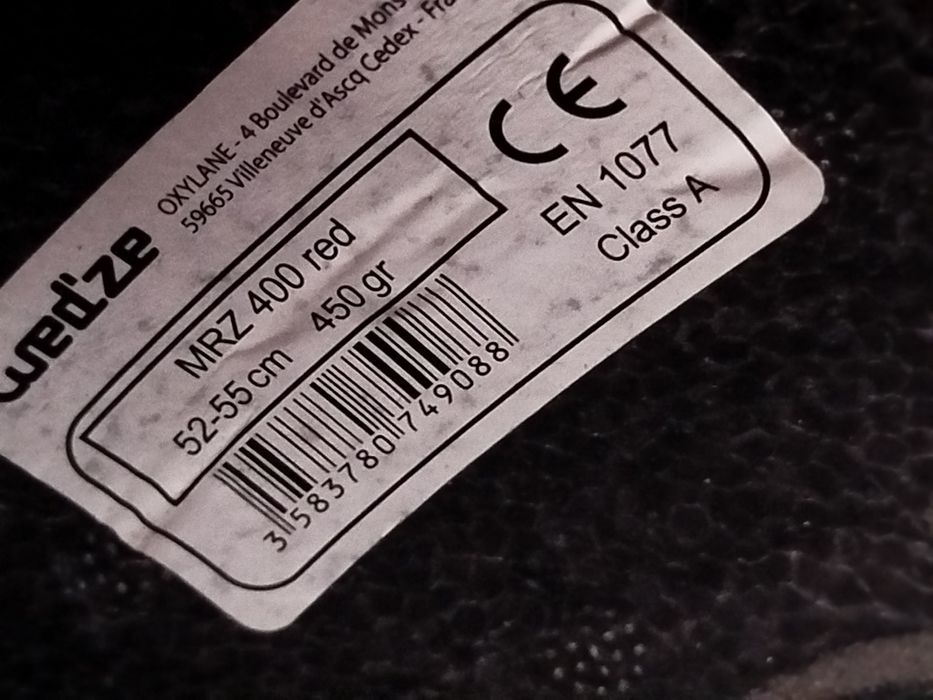 wed'ze
OXYLANE - 4 Boulevard de Mons
59665 Villeneuve d'Ascq Cedex - Fra
MRZ 400 red
52-55 cm 450 gr
3 583780 749088
CE
EN 1077
Class A